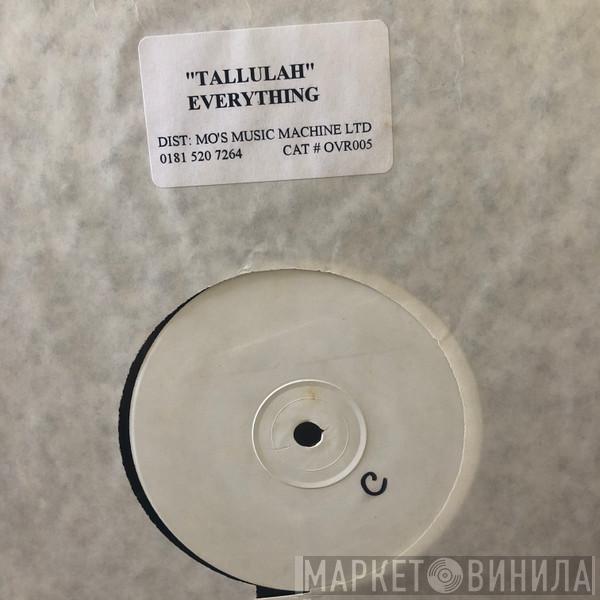 "TALLULAH"
EVERYTHING
DIST: MO'S MUSIC MACHINE LTD
0181 520 7264 CAT # OVR005
C
МАРКЕТ ВИНИЛА